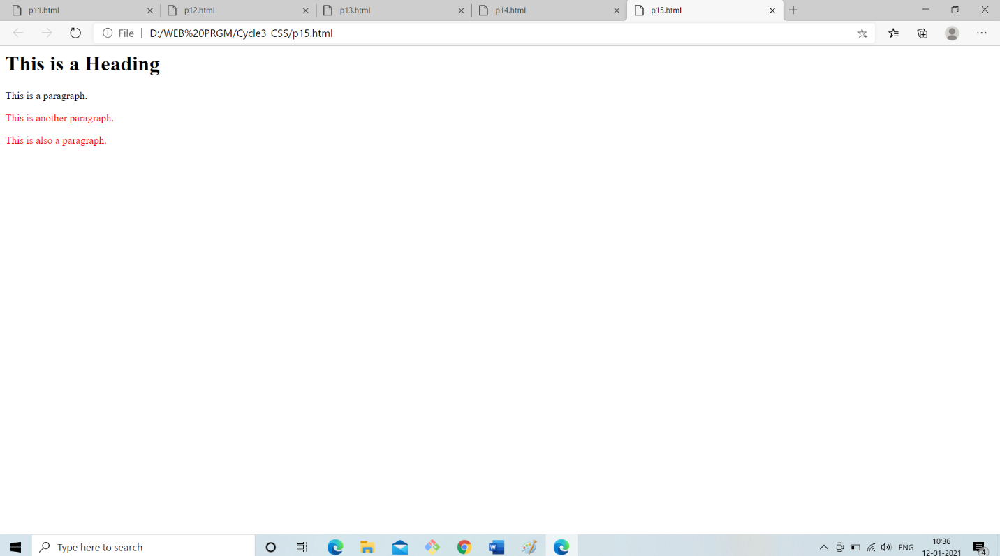 p11.html
p12.html
p13.html
p14.html
p15.html
File | D:/WEB%20PRGM/Cycle3_CSS/p15.html
This is a Heading
This is a paragraph.
This is another paragraph.
This is also a paragraph.
Type here to search
W
ENG
10:36
12-01-2021
4